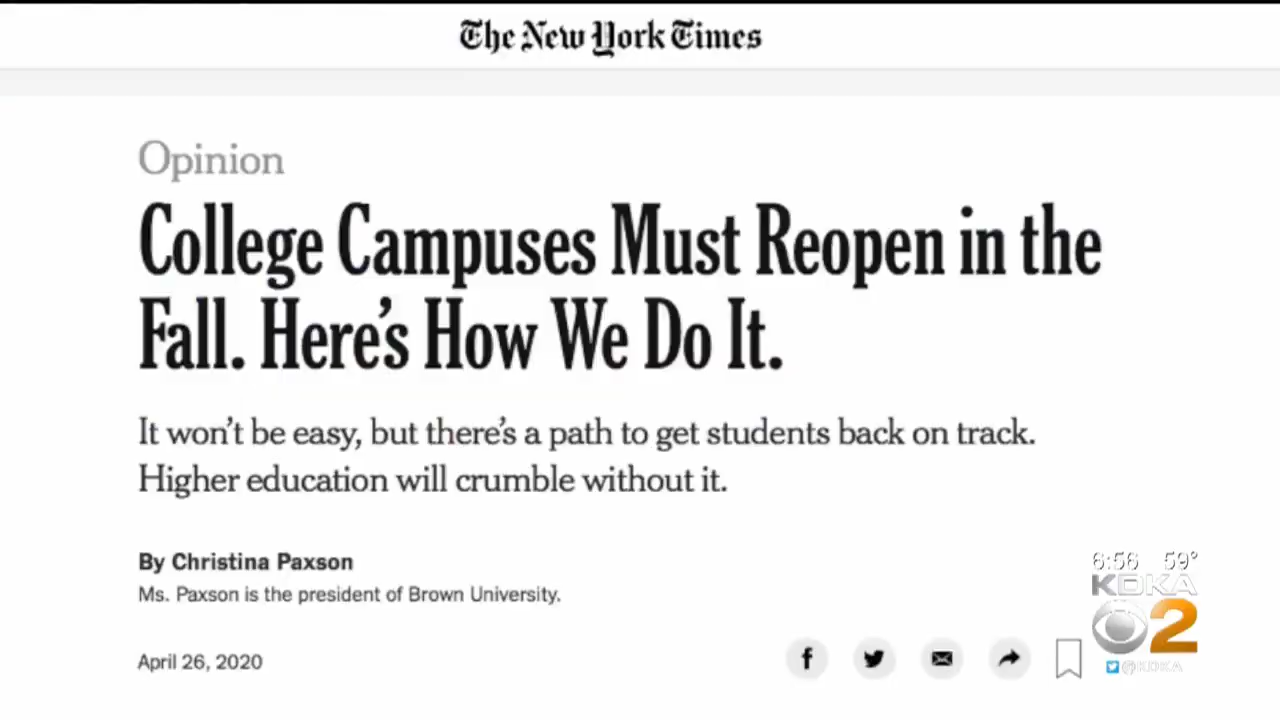 The New York Times
Opinion
College Campuses Must Reopen in the
Fall. Here's How We Do It.
It won't be easy, but there's a path to get students back on track.
Higher education will crumble without it.
By Christina Paxson
Ms. Paxson is the president of Brown University.
April 26, 2020
6:56 59°
KDKA
2
@KDKA